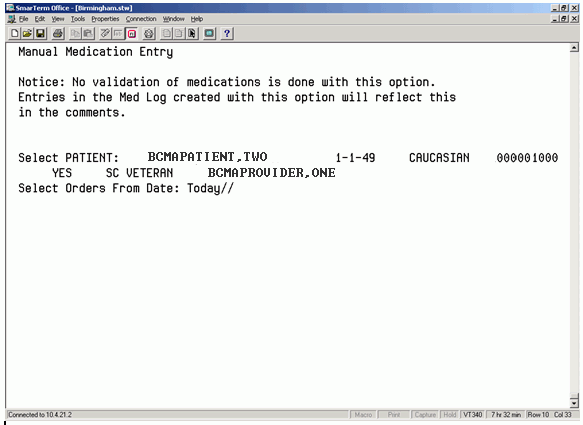 SmarTerm Office - [Birmingham.stw]
File Edit View Tools Properties Connection Window Help
Manual Medication Entry
Notice: No validation of medications is done with this option.
Entries in the Med Log created with this option will reflect this
in the comments.
Select PATIENT: BCMAPATIENT,TWO 1-1-49 CAUCASIAN 000001000
YES SC VETERAN BCMAPROVIDER,ONE
Select Orders From Date: Today//
Connected to 10.4.21.2 Macro Print Capture Hold VT340 7 hr 32 min Row 10 Col 33